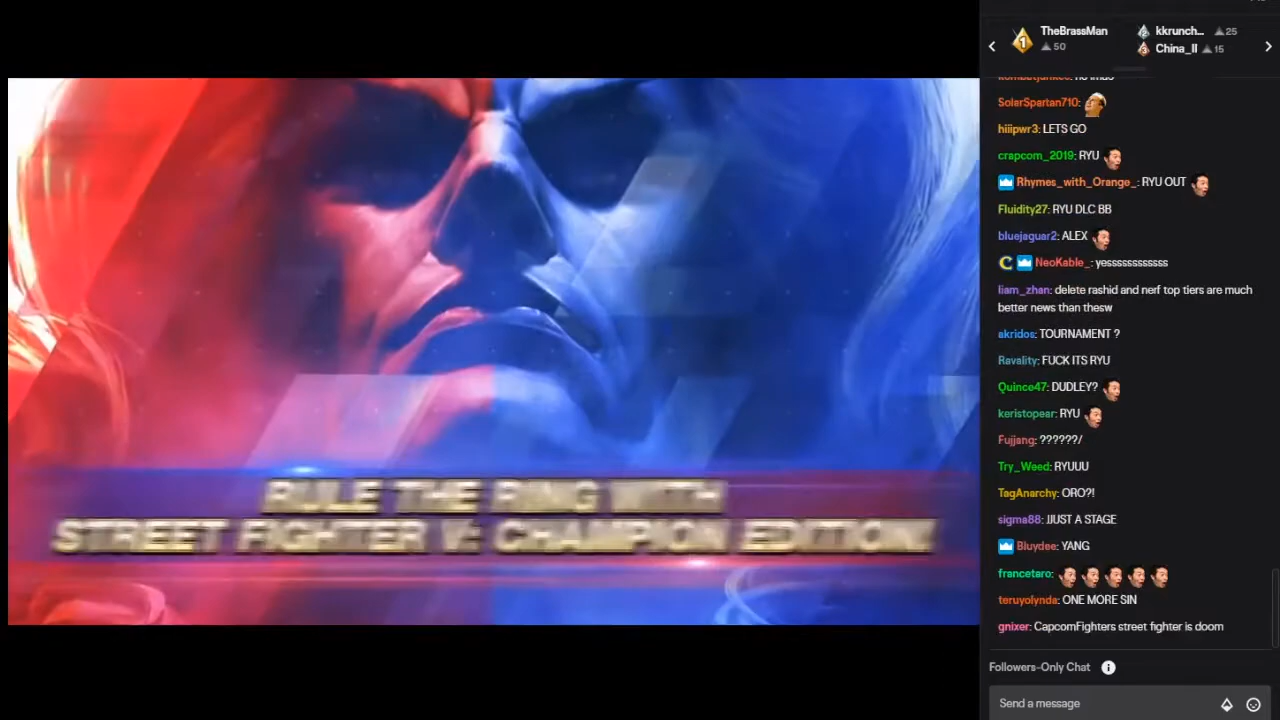 TheBrassMan
50
kkrunch... 25
China_II 15
SolarSpartan710:
hiiipwr3: LETS GO
crapcom_2019: RYU
Rhymes_with_Orange_: RYU OUT
Fluidity27: RYU DLC BB
bluejaguar2: ALEX
NeoKable_: yessssssssssss
liam_zhan: delete rashid and nerf top tiers are much
better news than thesw
akridos: TOURNAMENT ?
Ravality: FUCK ITS RYU
Quince47: DUDLEY?
keristopear: RYU
Fujjang: ??????/
Try_Weed: RYUUU
TagAnarchy: ORO?!
sigma88: JJUST A STAGE
Bluydee: YANG
francetaro:
teruyolynda: ONE MORE SIN
gnixer: CapcomFighters street fighter is doom
Followers-Only Chat
Send a message
RULE THE RING WITH
STREET FIGHTER V: CHAMPION EDITION!